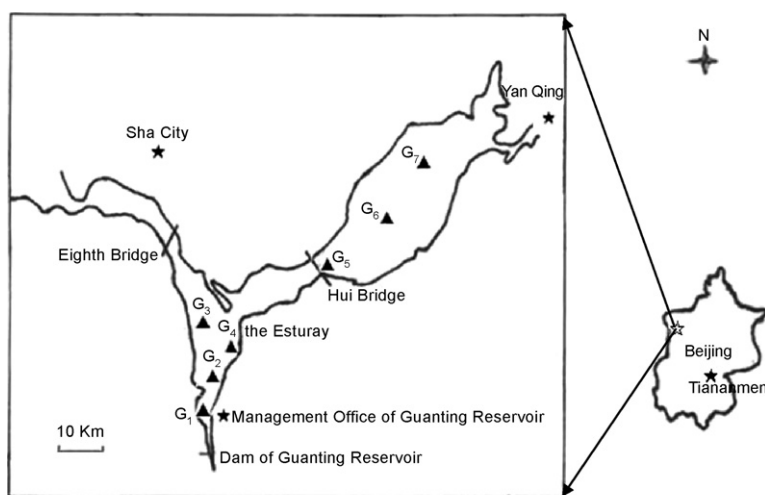 N
Yan Qing
Sha City
G7
G6
Eighth Bridge
G5
Hui Bridge
G3
G4 the Esturay
G2
Beijing
Tiananmen
G1
Management Office of Guanting Reservoir
10 Km
Dam of Guanting Reservoir